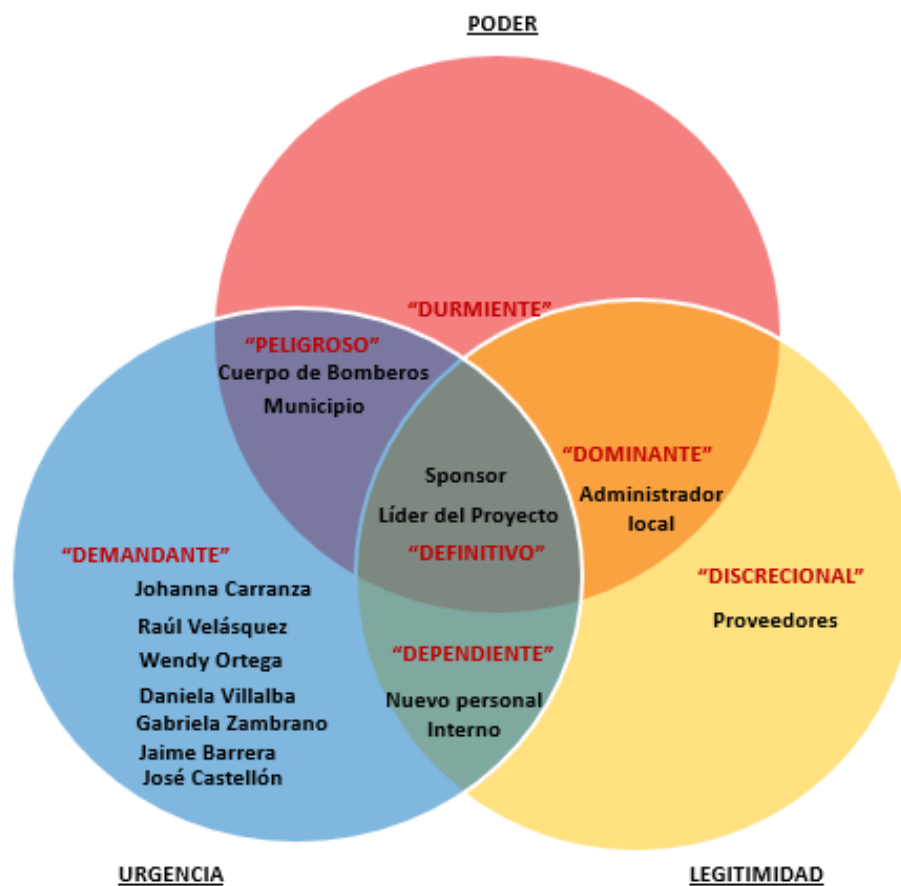 PODER
“DURMIENTE”
“PELIGROSO”
Cuerpo de Bomberos
Municipio
Sponsor
Líder del Proyecto
“DEFINITIVO”
“DOMINANTE”
Administrador
local
“DEMANDANTE”
Johanna Carranza
Raúl Velásquez
Wendy Ortega
Daniela Villalba
Gabriela Zambrano
Jaime Barrera
José Castellón
“DISCRECIONAL”
Proveedores
“DEPENDIENTE”
Nuevo personal
Interno
URGENCIA
LEGITIMIDAD